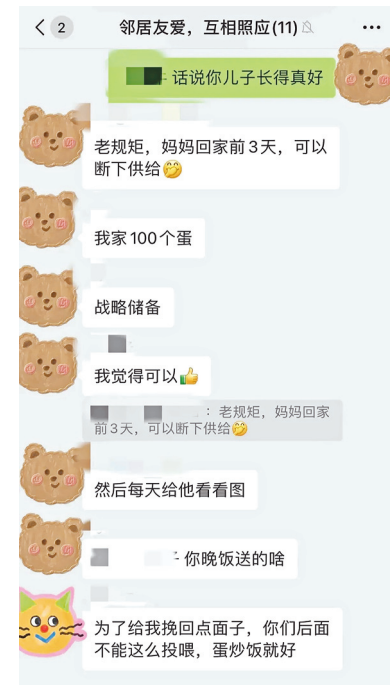 2
邻居友爱，互相照应(11)
话说你儿子长得真好
老规矩，妈妈回家前3天，可以
断下供给🤭
我家100个蛋
战略储备
我觉得可以👍
：老规矩，妈妈回家
前3天，可以断下供给🤭
然后每天给他看看图
你晚饭送的啥
为了给我挽回点面子，你们后面
不能这么投喂，蛋炒饭就好